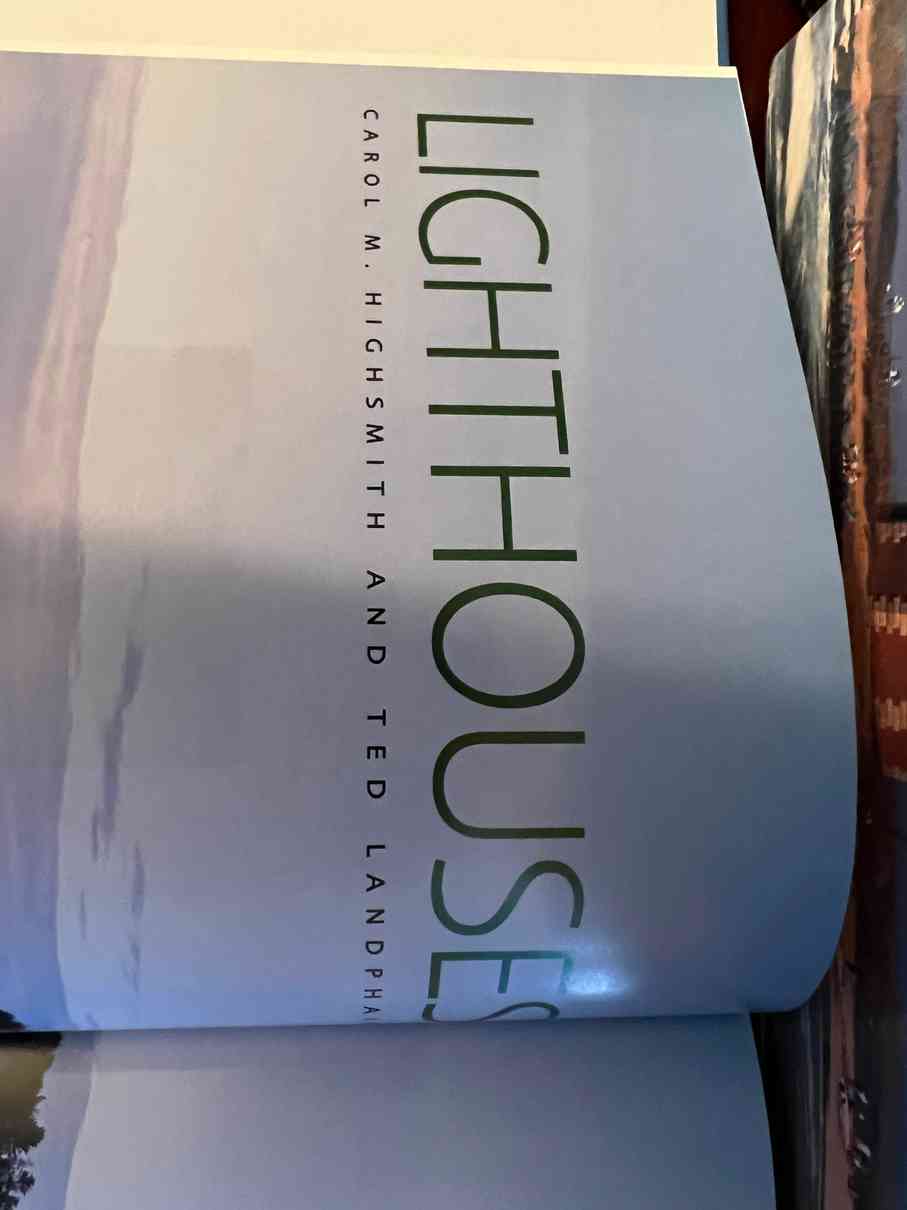 LIGHTHOUSES
CAROL M. HIGHSMITH AND TED